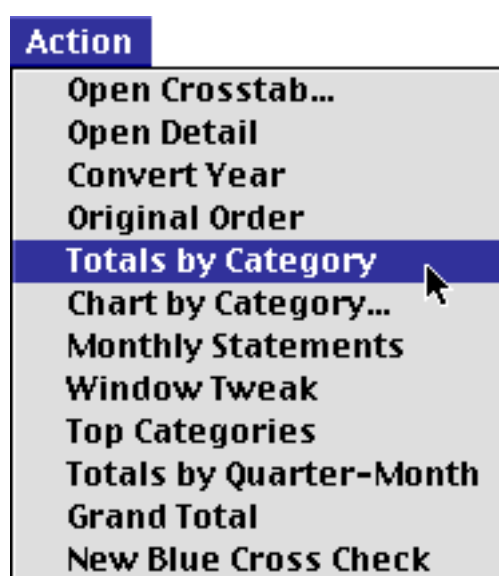 Action
Open Crosstab...
Open Detail
Convert Year
Original Order
Totals by Category
Chart by Category...
Monthly Statements
Window Tweak
Top Categories
Totals by Quarter-Month
Grand Total
New Blue Cross Check